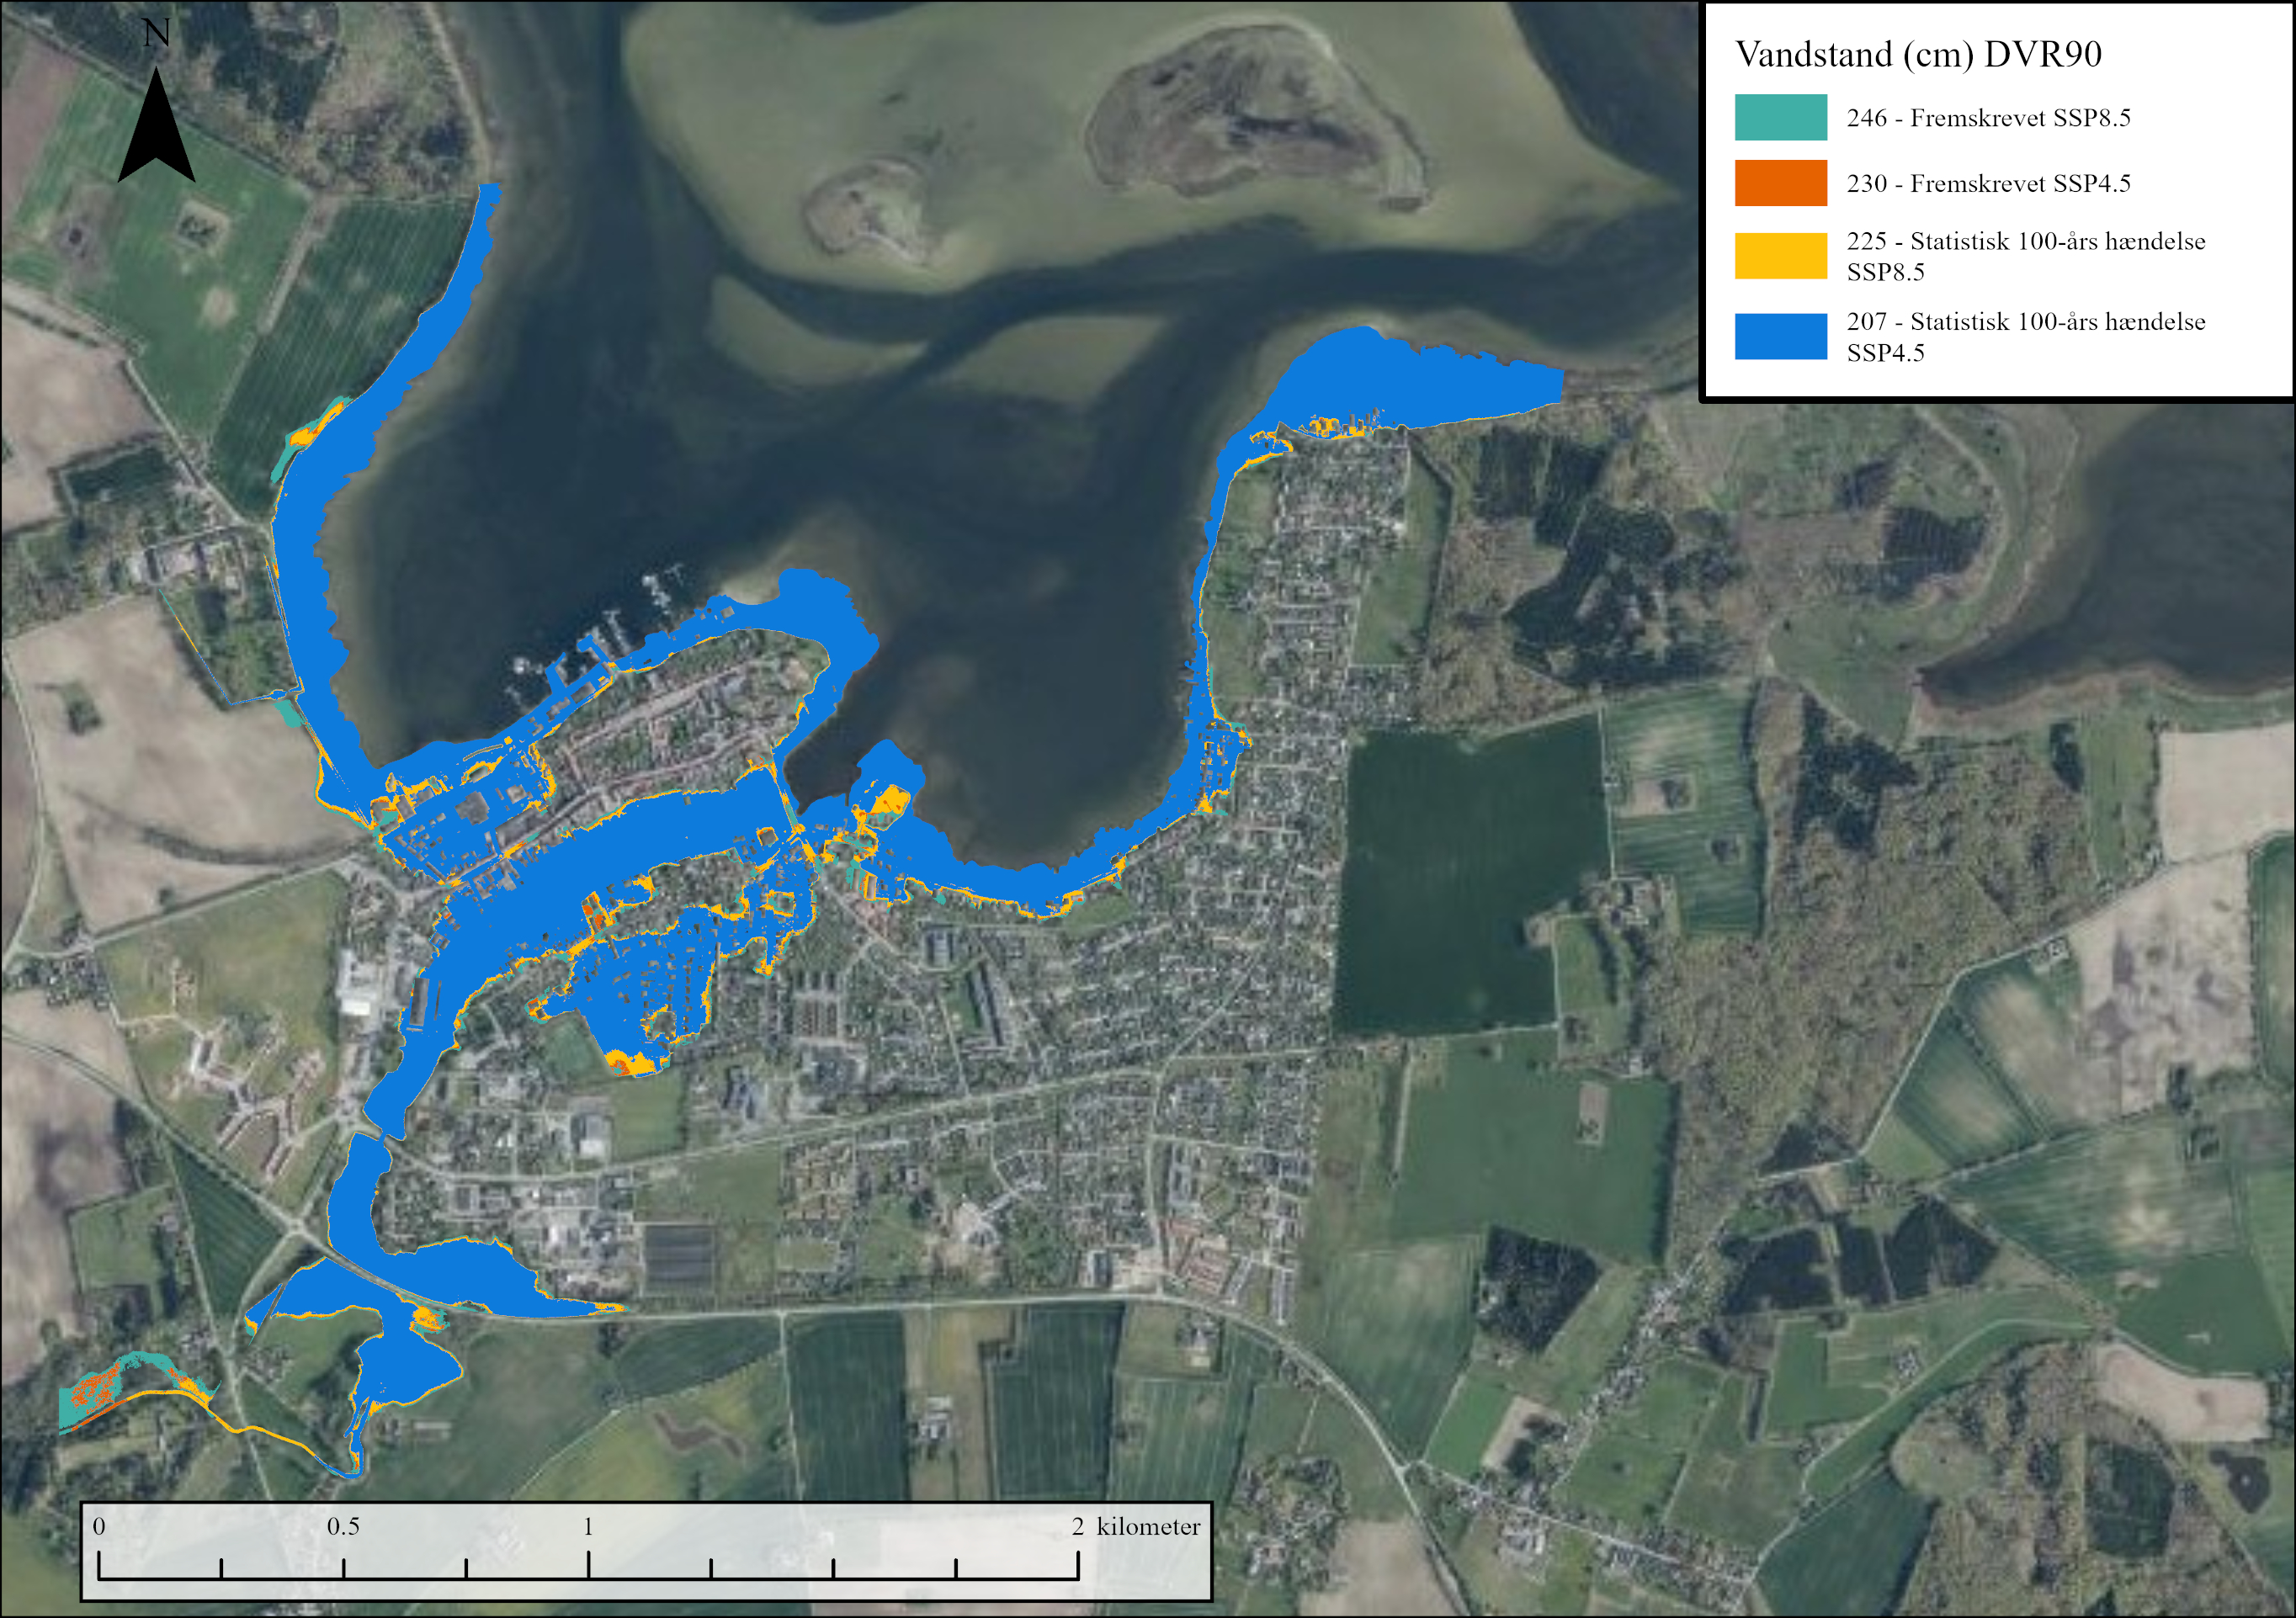 N
Vandstand (cm) DVR90
246 - Fremskrevet SSP8.5
230 - Fremskrevet SSP4.5
225 - Statistisk 100-års hændelse
SSP8.5
207 - Statistisk 100-års hændelse
SSP4.5
0 0.5 1 2 kilometer